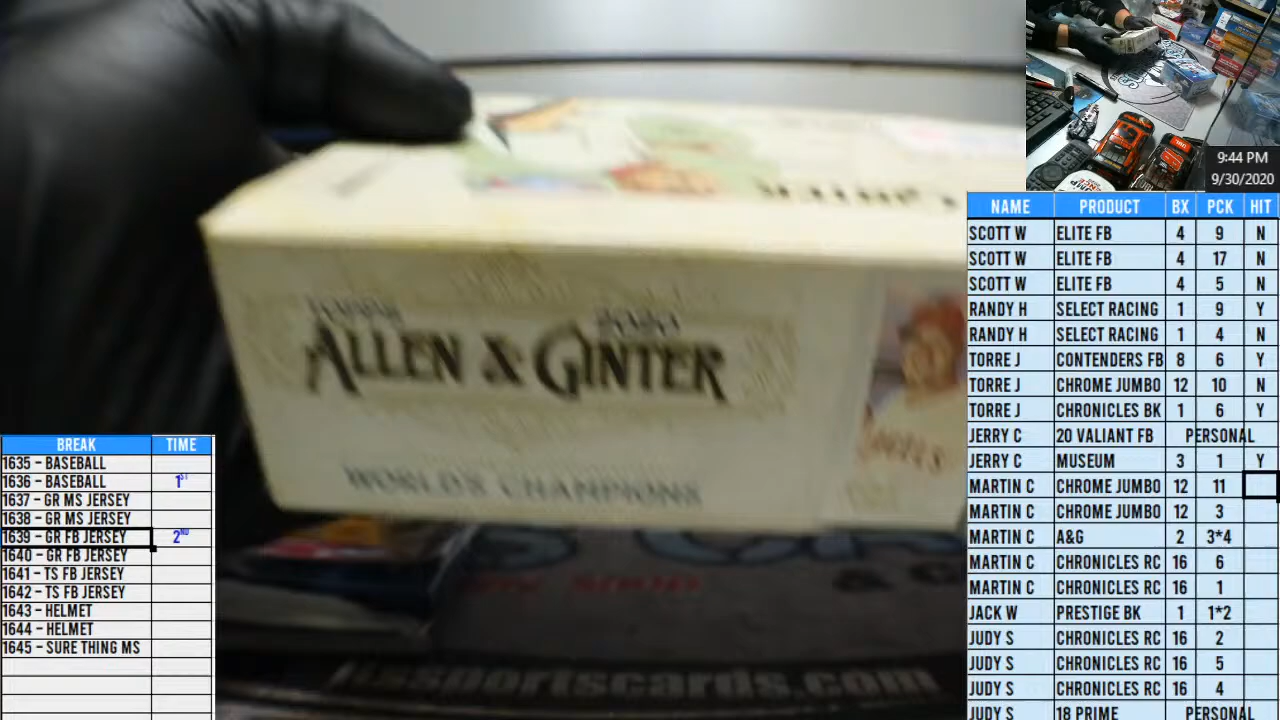 TOPPS 2020
ALLEN X GINTER
WORLD'S CHAMPIONS
9:44 PM
9/30/2020
NAME PRODUCT BX PCK HIT
SCOTT W ELITE FB 4 9 N
SCOTT W ELITE FB 4 17 N
SCOTT W ELITE FB 4 5 N
RANDY H SELECT RACING 1 9 Y
RANDY H SELECT RACING 1 4 N
TORRE J CONTENDERS FB 8 6 Y
TORRE J CHROME JUMBO 12 10 N
TORRE J CHRONICLES BK 1 6 Y
JERRY C 20 VALIANT FB PERSONAL
JERRY C MUSEUM 3 1 Y
MARTIN C CHROME JUMBO 12 11
MARTIN C CHROME JUMBO 12 3
MARTIN C A&G 2 3*4
MARTIN C CHRONICLES RC 16 6
MARTIN C CHRONICLES RC 16 1
JACK W PRESTIGE BK 1 1*2
JUDY S CHRONICLES RC 16 2
JUDY S CHRONICLES RC 16 5
JUDY S CHRONICLES RC 16 4
JUDY S 18 PRIME PERSONAL
BREAK TIME
1635 - BASEBALL
1636 - BASEBALL 1ST
1637 - GR MS JERSEY
1638 - GR MS JERSEY
1639 - GR FB JERSEY 2ND
1640 - GR FB JERSEY
1641 - TS FB JERSEY
1642 - TS FB JERSEY
1643 - HELMET
1644 - HELMET
1645 - SURE THING MS